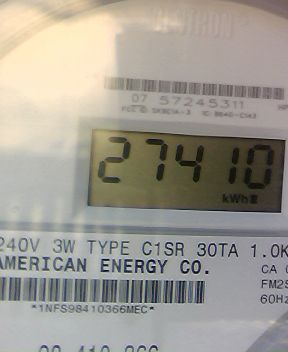 07 57245311
27410
kWh
240V 3W TYPE C1SR 30TA 1.0K
AMERICAN ENERGY CO.
CA
FM2S
60Hz
*1NFS98410366MEC*